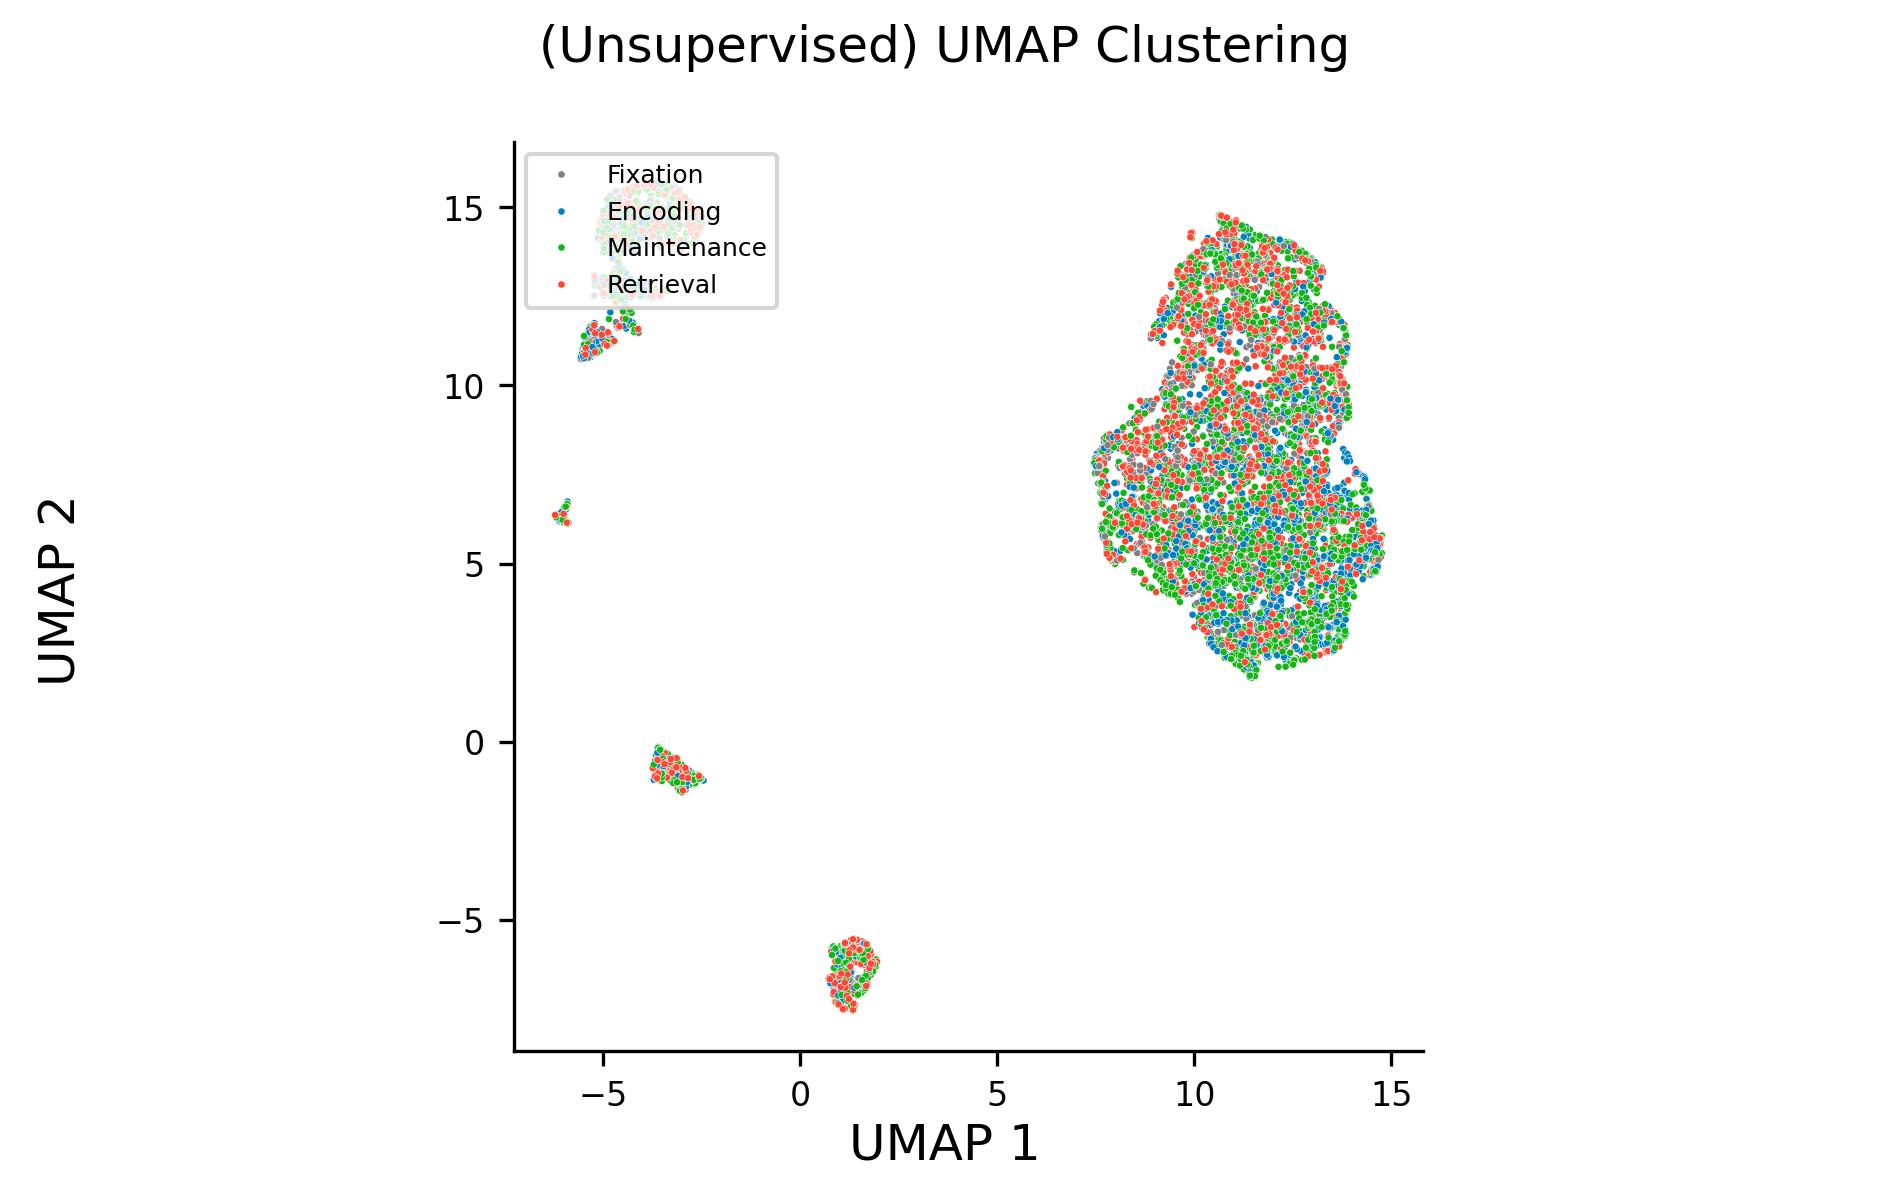 (Unsupervised) UMAP Clustering
Fixation
Encoding
Maintenance
Retrieval
15
10
5
0
−5
UMAP 2
−5
0
5
10
15
UMAP 1